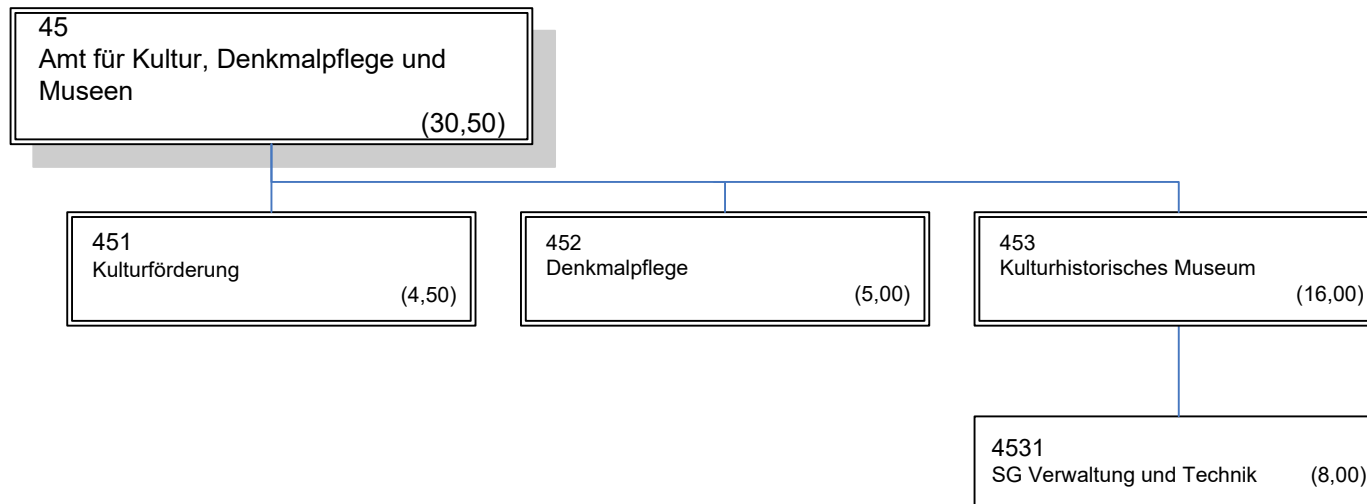 45
Amt für Kultur, Denkmalpflege und
Museen
(30,50)
451
Kulturförderung
(4,50)
452
Denkmalpflege
(5,00)
453
Kulturhistorisches Museum
(16,00)
4531
SG Verwaltung und Technik (8,00)